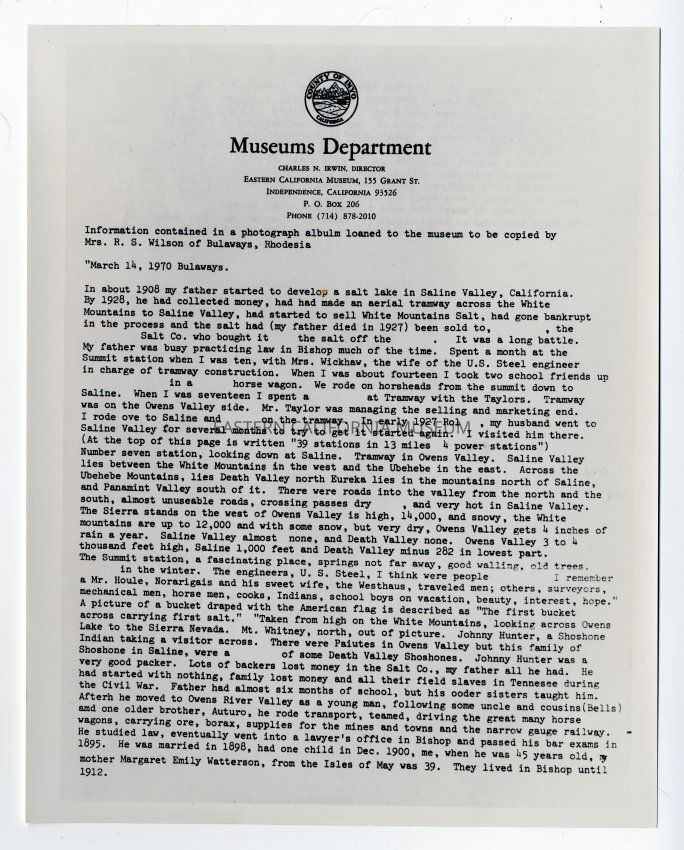 COUNTY OF INYO
CALIFORNIA
Museums Department
CHARLES N. IRWIN, DIRECTOR
EASTERN CALIFORNIA MUSEUM, 155 GRANT ST.
INDEPENDENCE, CALIFORNIA 93526
P. O. BOX 206
PHONE (714) 878-2010
Information contained in a photograph albulm loaned to the museum to be copied by
Mrs. R. S. Wilson of Bulaways, Rhodesia
"March 14, 1970 Bulaways.
In about 1908 my father started to develop a salt lake in Saline Valley, California.
By 1928, he had collected money, had had made an aerial tramway across the White
Mountains to Saline Valley, had started to sell White Mountains Salt, had gone bankrupt
in the process and the salt had (my father died in 1927) been sold to, , the
Salt Co. who bought it the salt off the . It was a long battle.
My father was busy practicing law in Bishop much of the time. Spent a month at the
Summit station when I was ten, with Mrs. Wickhaw, the wife of the U.S. Steel engineer
in charge of tramway construction. When I was about fourteen I took two school friends up
in a horse wagon. We rode on horsheads from the summit down to
Saline. When I was seventeen I spent a at Tramway with the Taylors. Tramway
was on the Owens Valley side. Mr. Taylor was managing the selling and marketing end.
I rode ove to Saline and on the tramway. In early 1927 Rol , my husband went to
EASTERN CALIFORNIA MUSEUM
Saline Valley for several months to try to get it started again. I visited him there.
(At the top of this page is written "39 stations in 13 miles 4 power stations")
Number seven station, looking down at Saline. Tramway in Owens Valley. Saline Valley
lies between the White Mountains in the west and the Ubehebe in the east. Across the
Ubehebe Mountains, lies Death Valley north Eureka lies in the mountains north of Saline,
and Panamint Valley south of it. There were roads into the valley from the north and the
south, almost unuseable roads, crossing passes dry , and very hot in Saline Valley.
The Sierra stands on the west of Owens Valley is high, 14,000, and snowy, the White
mountains are up to 12,000 and with some snow, but very dry, Owens Valley gets 4 inches of
rain a year. Saline Valley almost none, and Death Valley none. Owens Valley 3 to 4
thousand feet high, Saline 1,000 feet and Death Valley minus 282 in lowest part.
The Summit station, a fascinating place, springs not far away, good walling, old trees.
in the winter. The engineers, U. S. Steel, I think were people I remember
a Mr. Houle, Norarigais and his sweet wife, the Westhaus, traveled men; others, surveyors,
mechanical men, horse men, cooks, Indians, school boys on vacation, beauty, interest, hope."
A picture of a bucket draped with the American flag is described as "The first bucket
across carrying first salt." "Taken from high on the White Mountains, looking across Owens
Lake to the Sierra Nevada. Mt. Whitney, north, out of picture. Johnny Hunter, a Shoshone
Indian taking a visitor across. There were Paiutes in Owens Valley but this family of
Shoshone in Saline, were a of some Death Valley Shoshones. Johnny Hunter was a
very good packer. Lots of backers lost money in the Salt Co., my father all he had. He
had started with nothing, family lost money and all their field slaves in Tennesee during
the Civil War. Father had almost six months of school, but his ooder sisters taught him.
Afterh he moved to Owens River Valley as a young man, following some uncle and cousins(Bells)
amd one older brother, Auturo, he rode transport, teamed, driving the great many horse
wagons, carrying ore, borax, supplies for the mines and towns and the narrow gauge railway.
He studied law, eventually went into a lawyer's office in Bishop and passed his bar exams in
1895. He was married in 1898, had one child in Dec. 1900, me, when he was 45 years old, my
mother Margaret Emily Watterson, from the Isles of May was 39. They lived in Bishop until
1912.